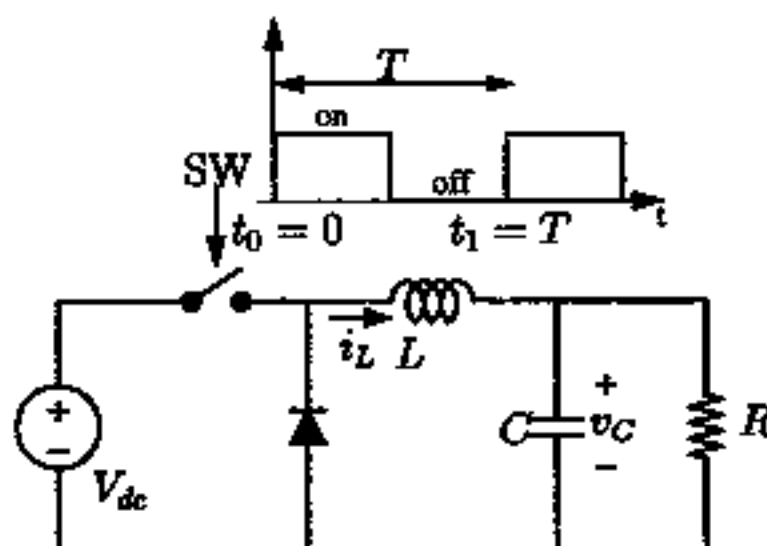 T
on
SW
off
t
t₀ = 0
t₁ = T
i_L L
+
−
V_dc
C
+
v_C
−
R